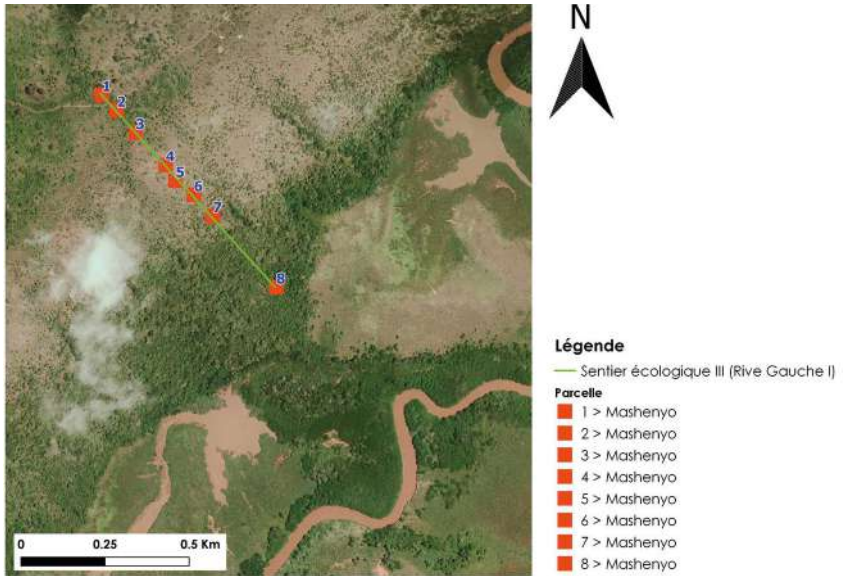 N
1
2
3
4
5
6
7
8
0 0.25 0.5 Km
Légende
Sentier écologique III (Rive Gauche I)
Parcelle
1 > Mashenyo
2 > Mashenyo
3 > Mashenyo
4 > Mashenyo
5 > Mashenyo
6 > Mashenyo
7 > Mashenyo
8 > Mashenyo